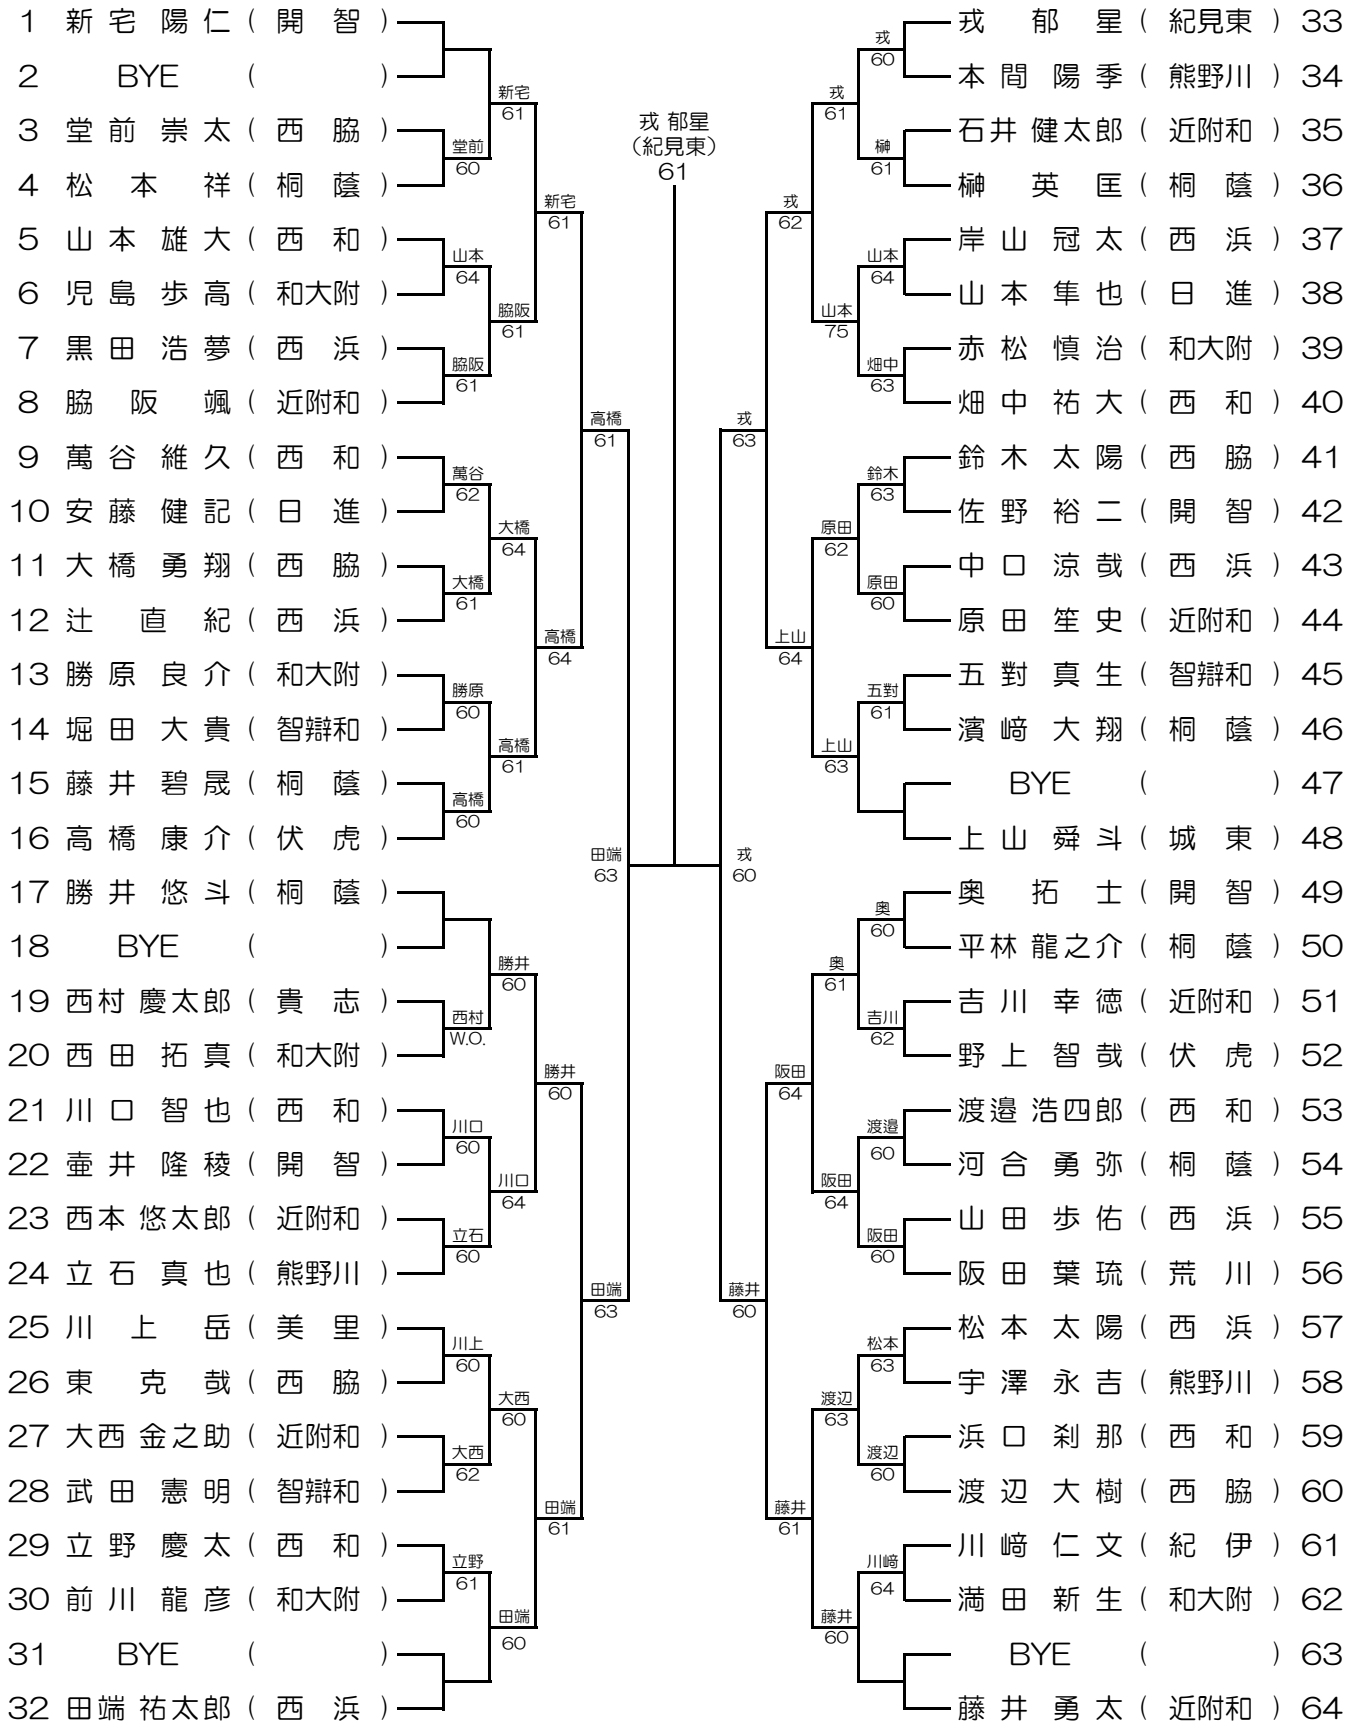 1 新宅 陽仁 ( 開 智 )
2 BYE ( )
3 堂前 崇太 ( 西 脇 )
4 松本 祥 ( 桐 蔭 )
5 山本 雄大 ( 西 和 )
6 児島 歩高 ( 和大附 )
7 黒田 浩夢 ( 西 浜 )
8 脇阪 颯 ( 近附和 )
9 萬谷 維久 ( 西 和 )
10 安藤 健記 ( 日 進 )
11 大橋 勇翔 ( 西 脇 )
12 辻 直紀 ( 西 浜 )
13 勝原 良介 ( 和大附 )
14 堀田 大貴 ( 智辯和 )
15 藤井 碧晟 ( 桐 蔭 )
16 高橋 康介 ( 伏 虎 )
17 勝井 悠斗 ( 桐 蔭 )
18 BYE ( )
19 西村 慶太郎 ( 貴 志 )
20 西田 拓真 ( 和大附 )
21 川口 智也 ( 西 和 )
22 壷井 隆稜 ( 開 智 )
23 西本 悠太郎 ( 近附和 )
24 立石 真也 ( 熊野川 )
25 川上 岳 ( 美 里 )
26 東 克哉 ( 西 脇 )
27 大西 金之助 ( 近附和 )
28 武田 憲明 ( 智辯和 )
29 立野 慶太 ( 西 和 )
30 前川 龍彦 ( 和大附 )
31 BYE ( )
32 田端 祐太郎 ( 西 浜 )
堂前
60
山本
64
脇阪
61
萬谷
62
大橋
61
勝原
60
高橋
60
西村
W.O.
川口
60
立石
60
川上
60
大西
62
立野
61
新宅
61
脇阪
61
大橋
64
高橋
61
勝井
60
川口
64
大西
60
田端
60
新宅
61
高橋
64
勝井
60
田端
61
高橋
61
田端
63
田端
63
戎 郁星
(紀見東)
61
戎
60
戎
63
藤井
60
戎
62
上山
64
阪田
64
藤井
61
戎
61
山本
75
原田
62
上山
63
奥
61
阪田
64
渡辺
63
藤井
60
戎
60
榊
61
山本
64
畑中
63
鈴木
63
原田
60
五對
61
奥
60
吉川
62
渡邉
60
阪田
60
松本
63
渡辺
60
川﨑
64
戎 郁星 ( 紀見東 ) 33
本間 陽季 ( 熊野川 ) 34
石井 健太郎 ( 近附和 ) 35
榊 英匡 ( 桐 蔭 ) 36
岸山 冠太 ( 西 浜 ) 37
山本 隼也 ( 日 進 ) 38
赤松 慎治 ( 和大附 ) 39
畑中 祐大 ( 西 和 ) 40
鈴木 太陽 ( 西 脇 ) 41
佐野 裕二 ( 開 智 ) 42
中口 涼哉 ( 西 浜 ) 43
原田 笙史 ( 近附和 ) 44
五對 真生 ( 智辯和 ) 45
濱﨑 大翔 ( 桐 蔭 ) 46
BYE ( ) 47
上山 舜斗 ( 城 東 ) 48
奥 拓士 ( 開 智 ) 49
平林 龍之介 ( 桐 蔭 ) 50
吉川 幸徳 ( 近附和 ) 51
野上 智哉 ( 伏 虎 ) 52
渡邉 浩四郎 ( 西 和 ) 53
河合 勇弥 ( 桐 蔭 ) 54
山田 歩佑 ( 西 浜 ) 55
阪田 葉琉 ( 荒 川 ) 56
松本 太陽 ( 西 浜 ) 57
宇澤 永吉 ( 熊野川 ) 58
浜口 刹那 ( 西 和 ) 59
渡辺 大樹 ( 西 脇 ) 60
川﨑 仁文 ( 紀 伊 ) 61
満田 新生 ( 和大附 ) 62
BYE ( ) 63
藤井 勇太 ( 近附和 ) 64